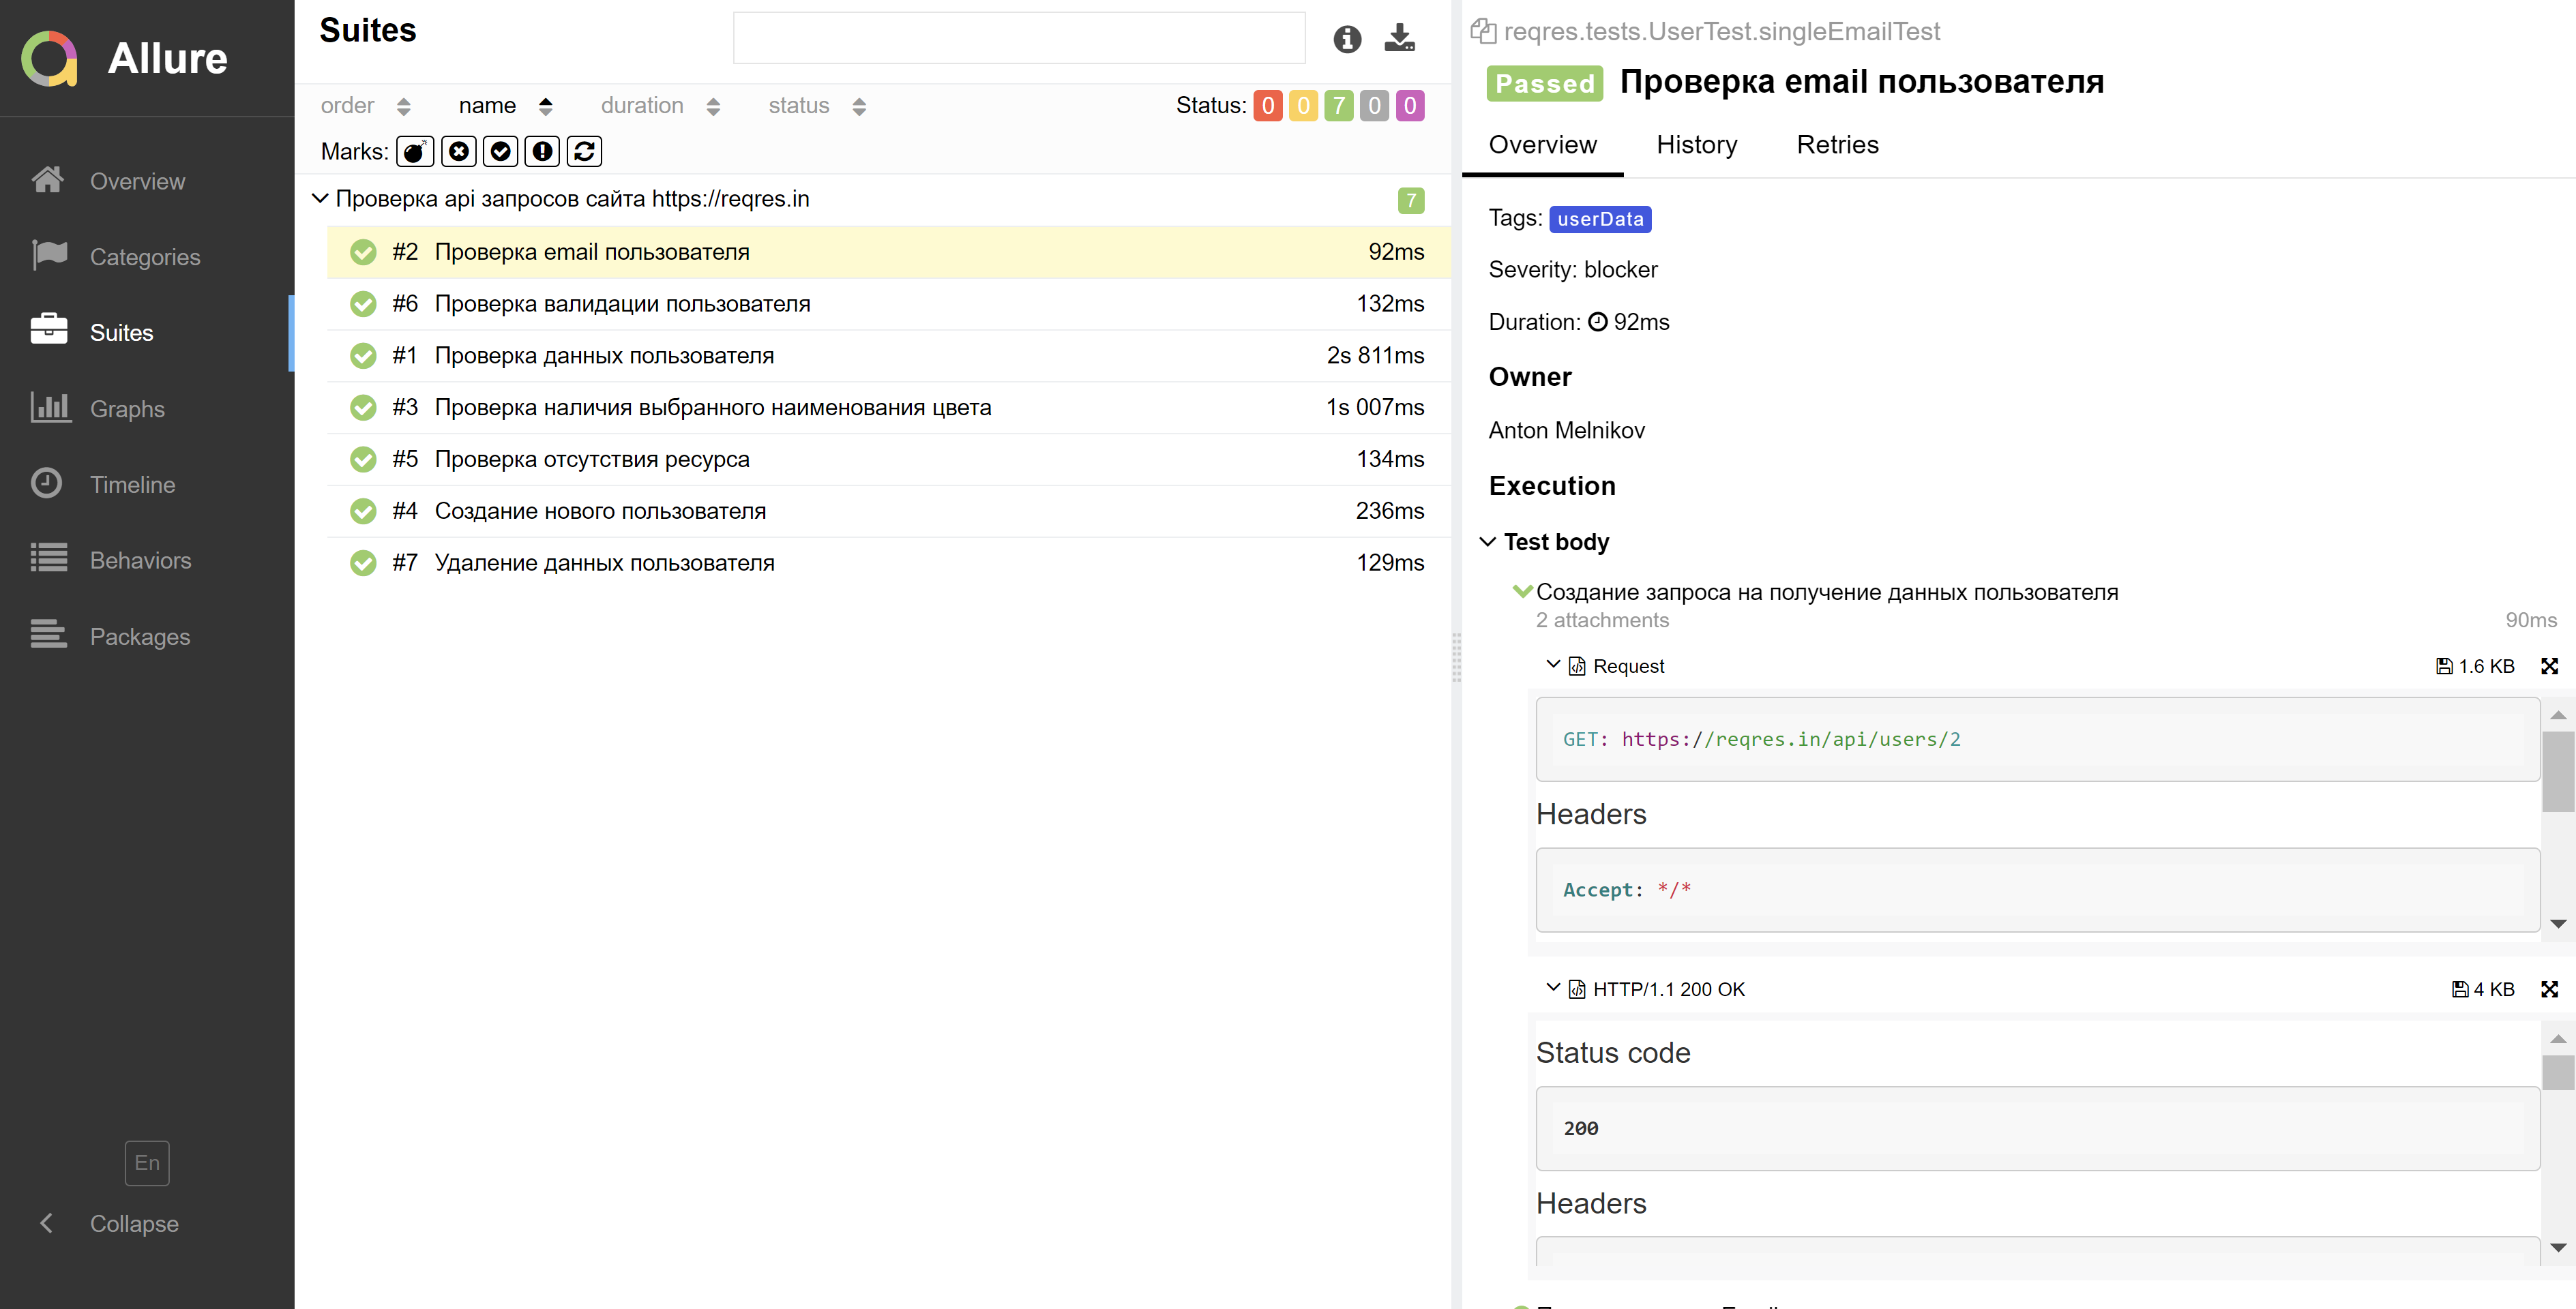 Allure
Overview
Categories
Suites
Graphs
Timeline
Behaviors
Packages
En
Collapse
Suites
order name duration status Status: 0 0 7 0 0
Marks:
Проверка api запросов сайта https://reqres.in 7
#2 Проверка email пользователя 92ms
#6 Проверка валидации пользователя 132ms
#1 Проверка данных пользователя 2s 811ms
#3 Проверка наличия выбранного наименования цвета 1s 007ms
#5 Проверка отсутствия ресурса 134ms
#4 Создание нового пользователя 236ms
#7 Удаление данных пользователя 129ms
reqres.tests.UserTest.singleEmailTest
Passed Проверка email пользователя
Overview History Retries
Tags: userData
Severity: blocker
Duration: 92ms
Owner
Anton Melnikov
Execution
Test body
Создание запроса на получение данных пользователя
2 attachments 90ms
Request 1.6 KB
GET: https://reqres.in/api/users/2
Headers
Accept: */*
HTTP/1.1 200 OK 4 KB
Status code
200
Headers